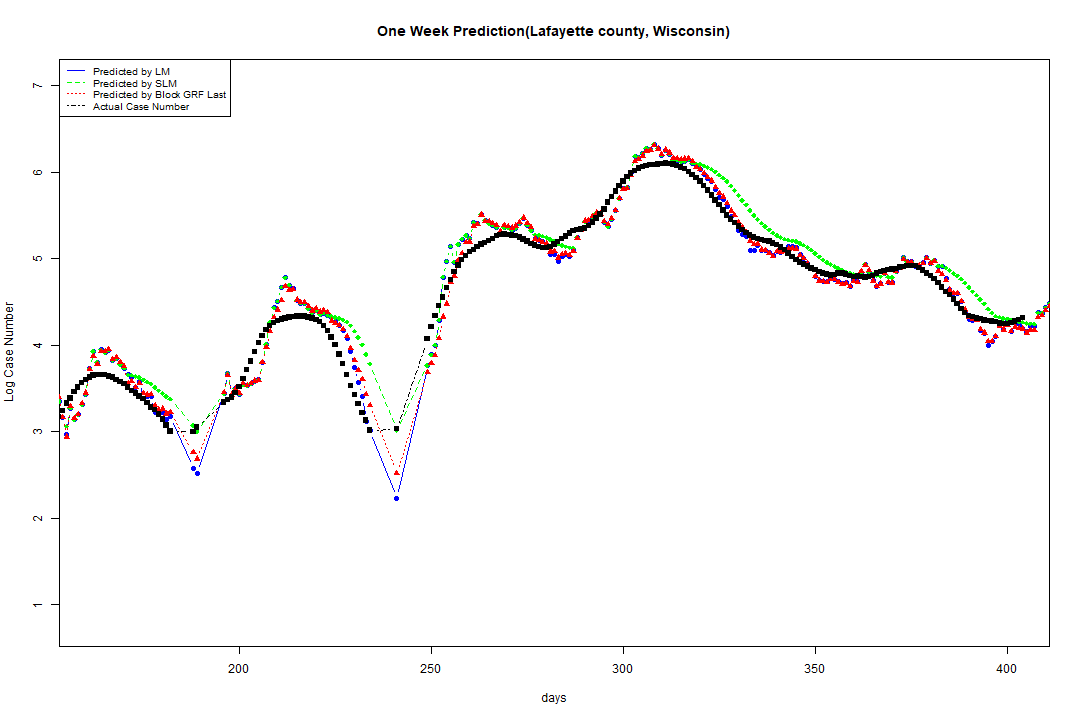 One Week Prediction(Lafayette county, Wisconsin)
Predicted by LM
Predicted by SLM
Predicted by Block GRF Last
Actual Case Number
7
6
5
4
3
2
1
Log Case Number
200 250 300 350 400
days